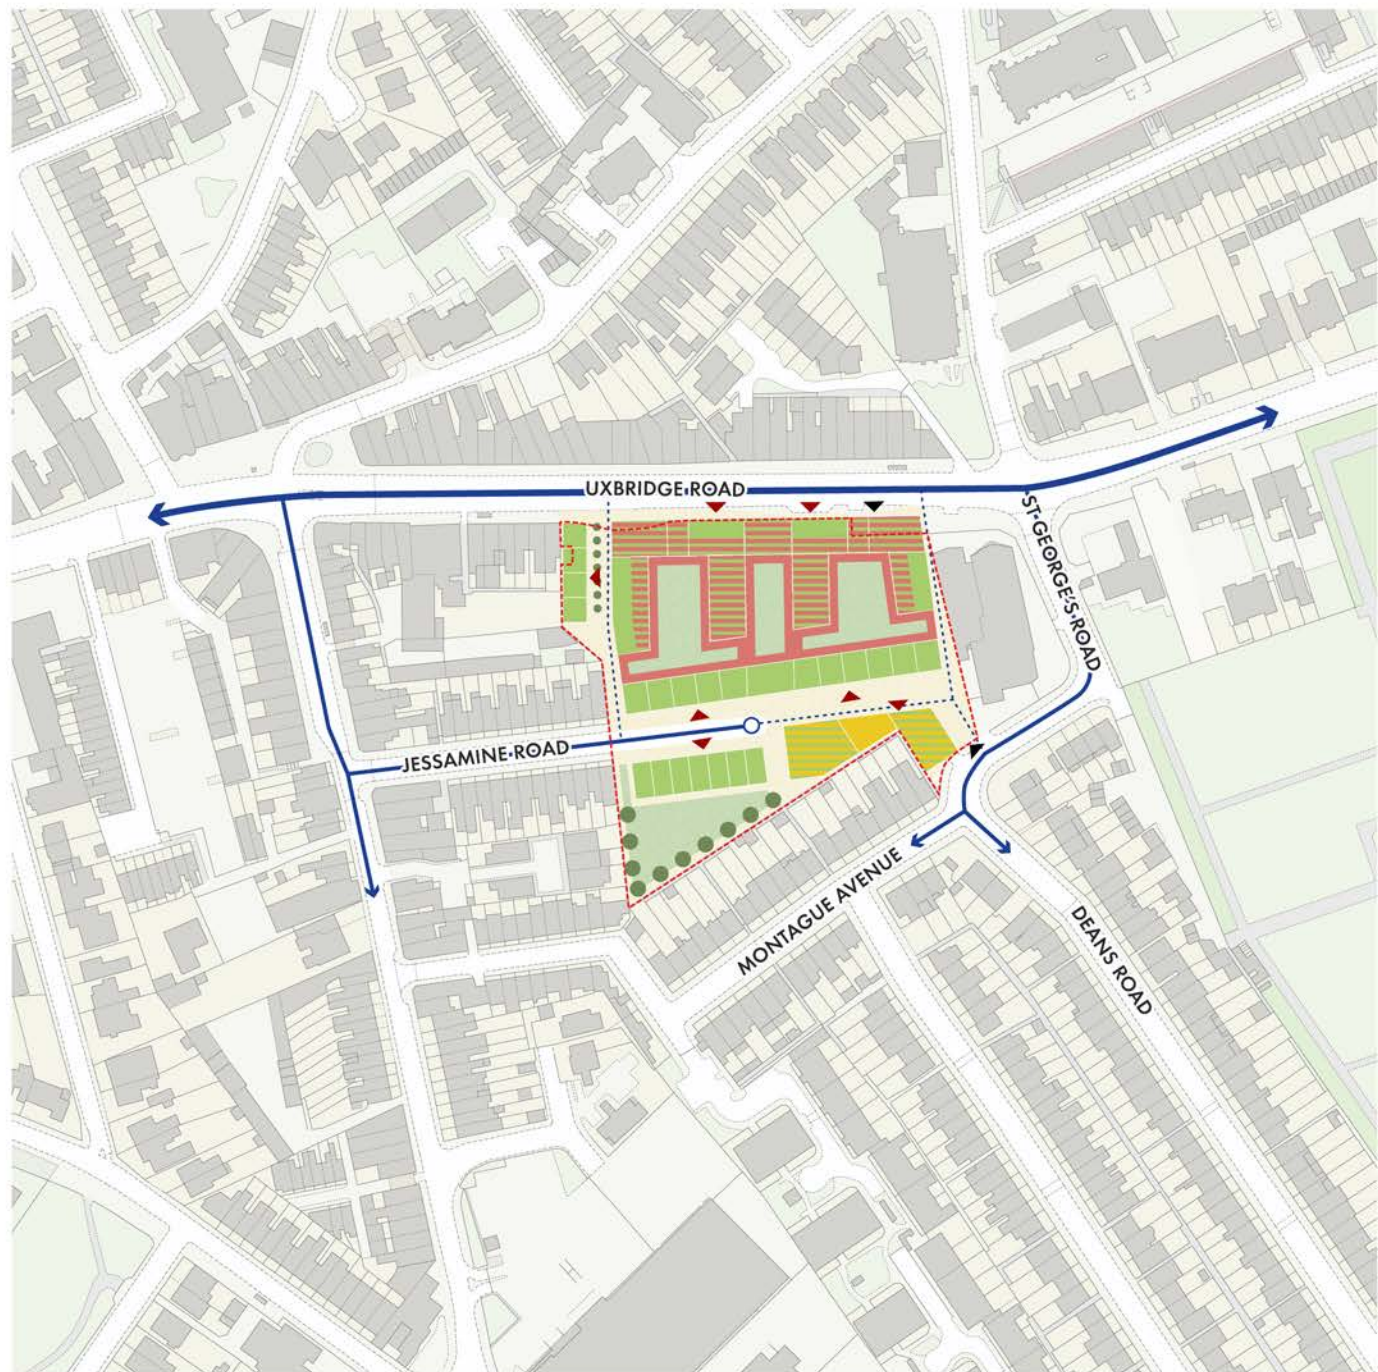 UXBRIDGE ROAD
ST GEORGE'S ROAD
JESSAMINE ROAD
MONTAGUE AVENUE
DEANS ROAD